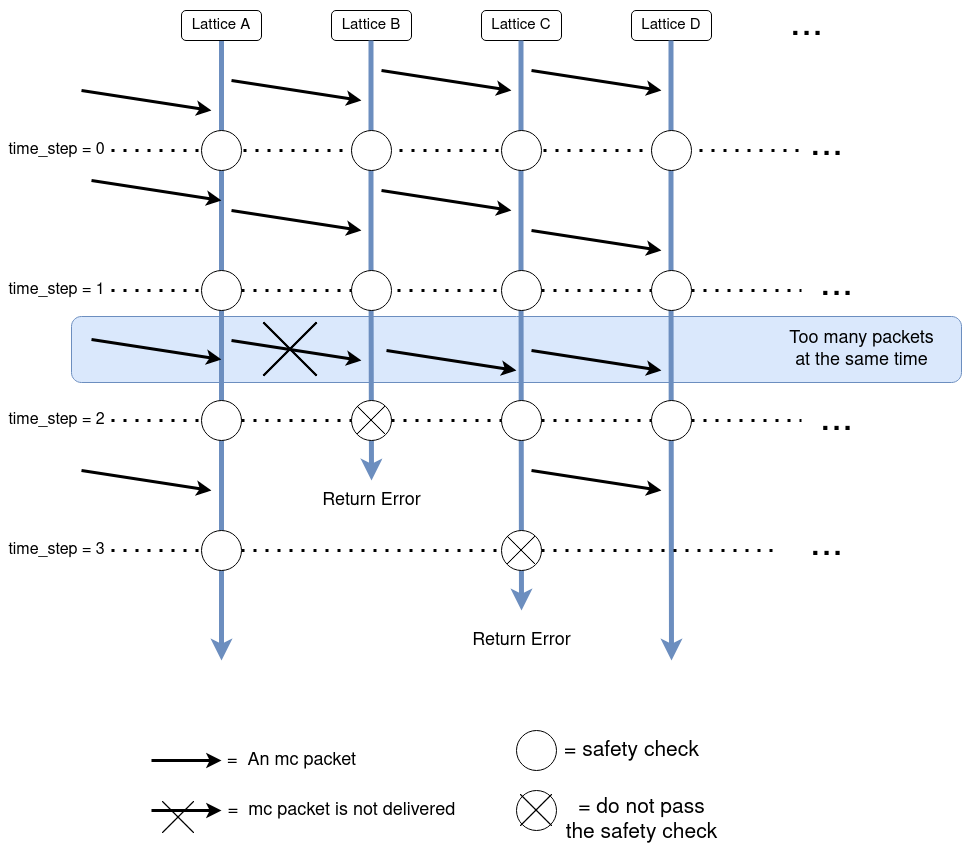 Lattice A
Lattice B
Lattice C
Lattice D
...
time_step = 0
...
time_step = 1
...
Too many packets
at the same time
time_step = 2
...
Return Error
time_step = 3
...
Return Error
= An mc packet
= safety check
= mc packet is not delivered
= do not pass
the safety check